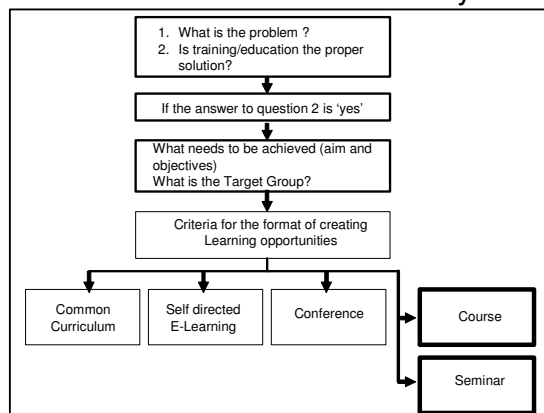 1. What is the problem ?
2. Is training/education the proper
solution?
If the answer to question 2 is ‘yes’
What needs to be achieved (aim and
objectives)
What is the Target Group?
Criteria for the format of creating
Learning opportunities
Common
Curriculum
Self directed
E-Learning
Conference
Course
Seminar